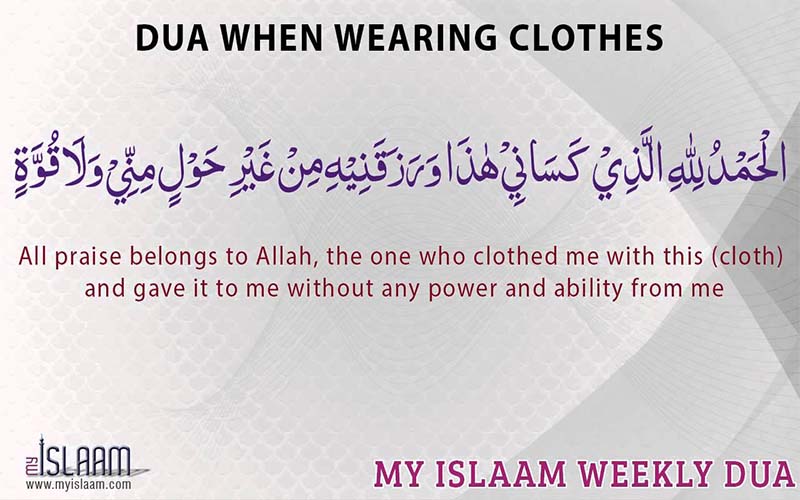 DUA WHEN WEARING CLOTHES
الْحَمْدُ لِلّٰهِ الَّذِيْ كَسَانِيْ هٰذَا وَرَزَقَنِيْهِ مِنْ غَيْرِ حَوْلٍ مِنِّيْ وَلَا قُوَّةٍ
All praise belongs to Allah, the one who clothed me with this (cloth)
and gave it to me without any power and ability from me
MY ISLAAM
www.myislaam.com
MY ISLAAM WEEKLY DUA